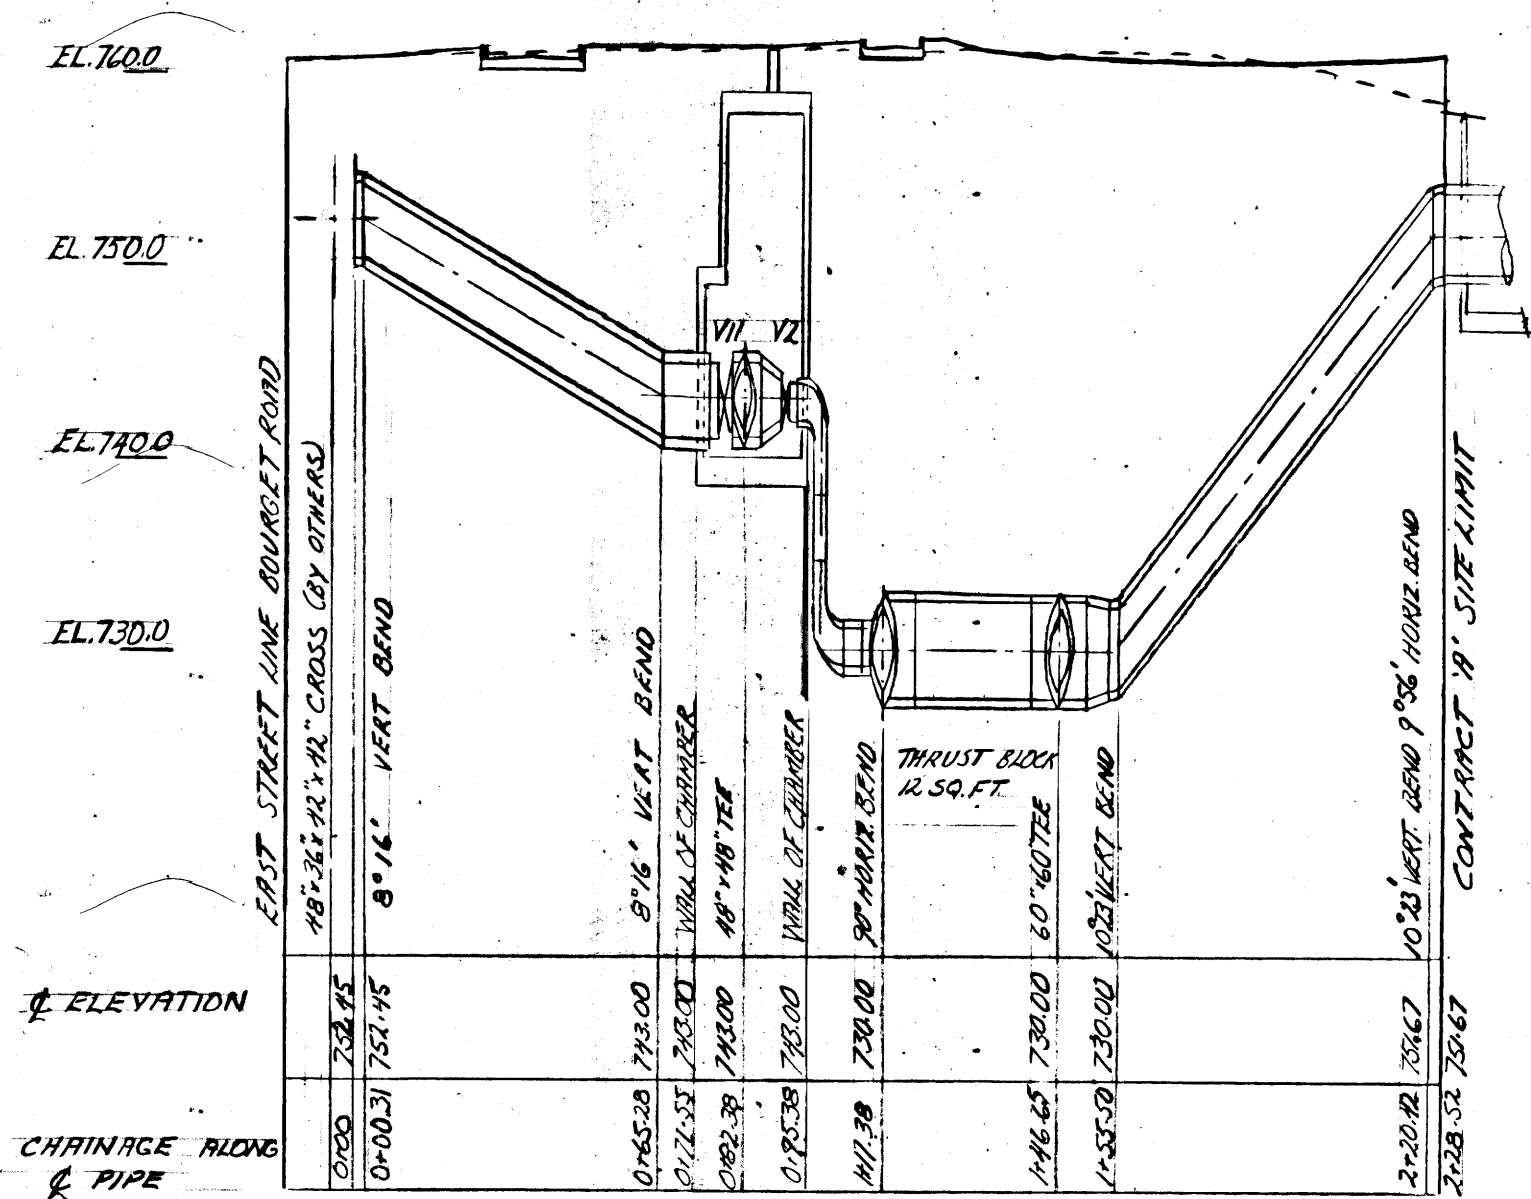 EL.760.0
EL.750.0
EL.740.0
EL.730.0
V11 V2
EAST STREET LINE BOURGET ROAD
48"x36"x42"x42" CROSS (BY OTHERS)
8° 16' VERT BEND
8° 16' VERT BEND
WALL OF CHAMBER
48"x48" TEE
WALL OF CHAMBER
90° HORIZ. BEND
THRUST BLOCK
12 SQ.FT.
60"x60" TEE
10°23' VERT BEND
10°23' VERT. BEND 9°56' HORIZ. BEND
CONTRACT 'A' SITE LIMIT
℄ ELEVATION
752.45
752.45
743.00
743.00
743.00
743.00
730.00
730.00
730.00
751.67
751.67
CHAINAGE ALONG
℄ PIPE
0+00
0+00.31
0+65.28
0+71.55
0+82.38
0+95.38
1+17.38
1+46.65
1+55.50
2+20.42
2+28.52